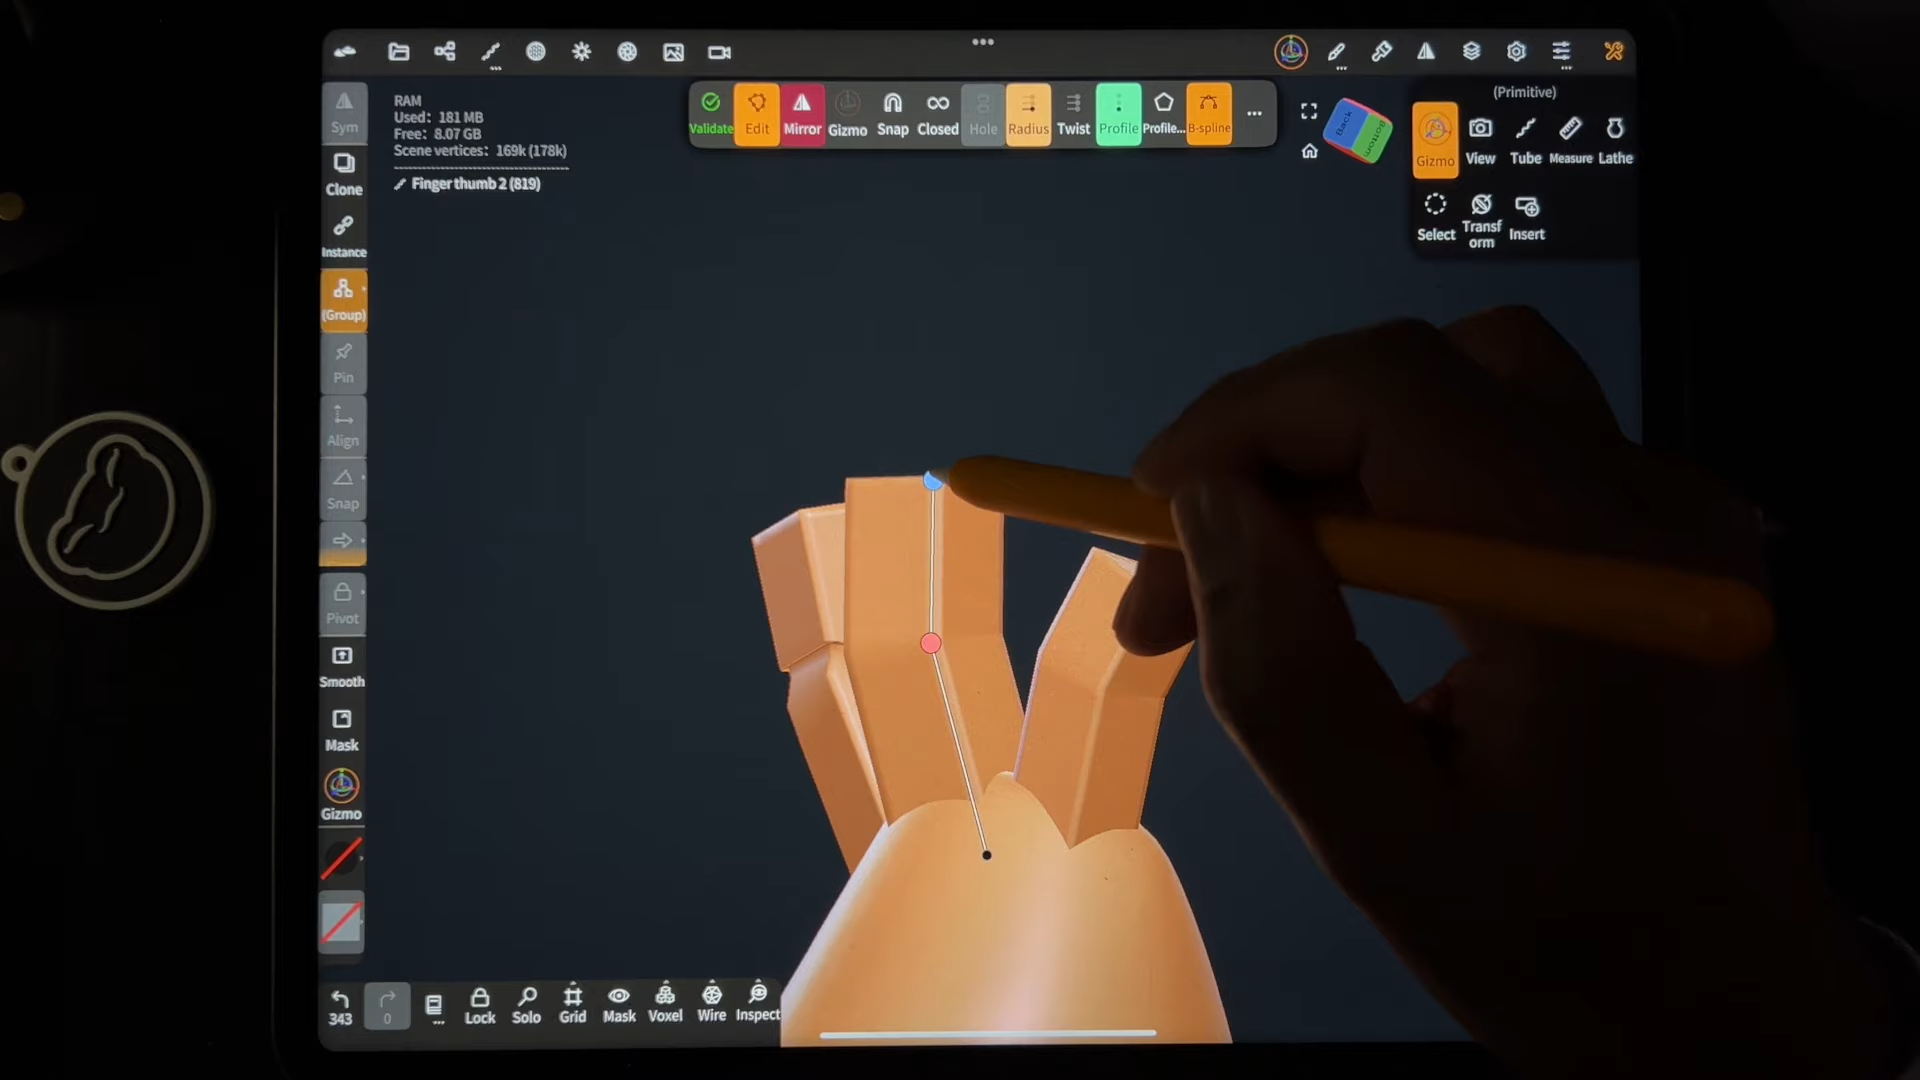 RAM
Used: 181 MB
Free: 8.07 GB
Scene vertices: 169k (178k)
Finger thumb 2 (819)
Validate
Edit
Mirror
Gizmo
Snap
Closed
Hole
Radius
Twist
Profile
Profile...
B-spline
...
Back
Bottom
(Primitive)
Gizmo
View
Tube
Measure
Lathe
Select
Transf
orm
Insert
Sym
Clone
Instance
(Group)
Pin
Align
Snap
Pivot
Smooth
Mask
Gizmo
343
0
Lock
Solo
Grid
Mask
Voxel
Wire
Inspect